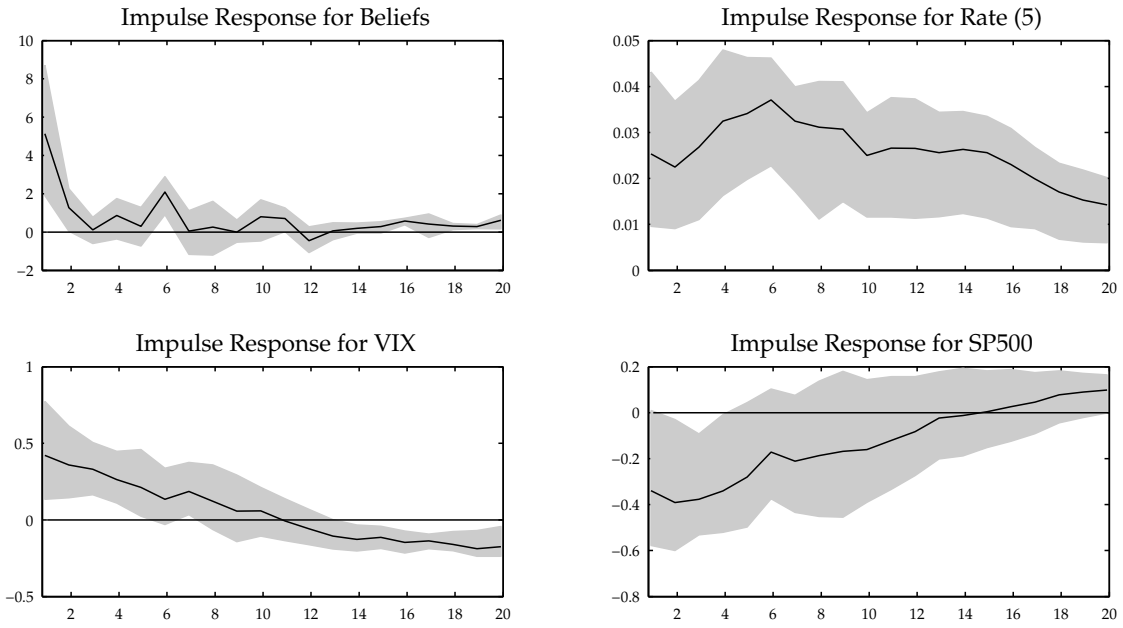 Impulse Response for Beliefs
10
8
6
4
2
0
−2
2 4 6 8 10 12 14 16 18 20
Impulse Response for Rate (5)
0.05
0.04
0.03
0.02
0.01
0
2 4 6 8 10 12 14 16 18 20
Impulse Response for VIX
1
0.5
0
−0.5
2 4 6 8 10 12 14 16 18 20
Impulse Response for SP500
0.2
0
−0.2
−0.4
−0.6
−0.8
2 4 6 8 10 12 14 16 18 20